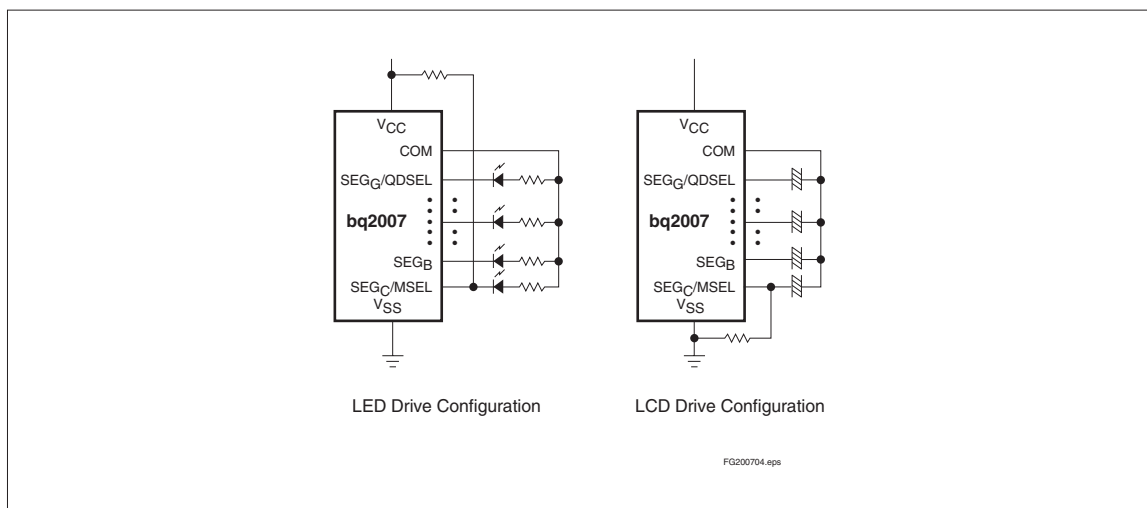 VCC
COM
SEGG/QDSEL
bq2007
SEGB
SEGC/MSEL
VSS
LED Drive Configuration
VCC
COM
SEGG/QDSEL
bq2007
SEGB
SEGC/MSEL
VSS
LCD Drive Configuration
FG200704.eps